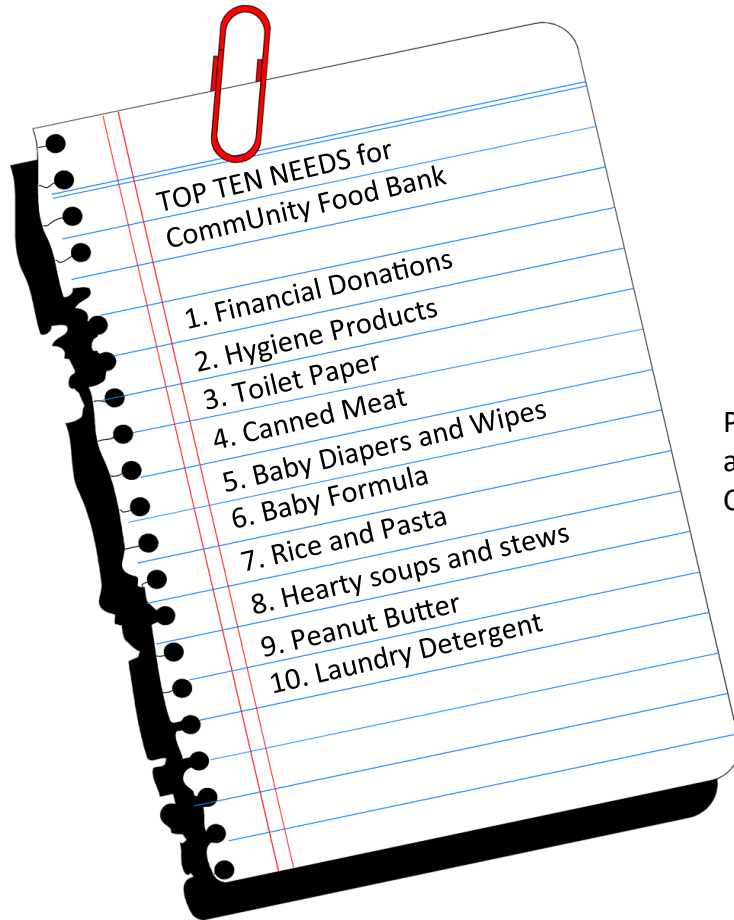 TOP TEN NEEDS for
CommUnity Food Bank
1. Financial Donations
2. Hygiene Products
3. Toilet Paper
4. Canned Meat
5. Baby Diapers and Wipes
6. Baby Formula
7. Rice and Pasta
8. Hearty soups and stews
9. Peanut Butter
10. Laundry Detergent